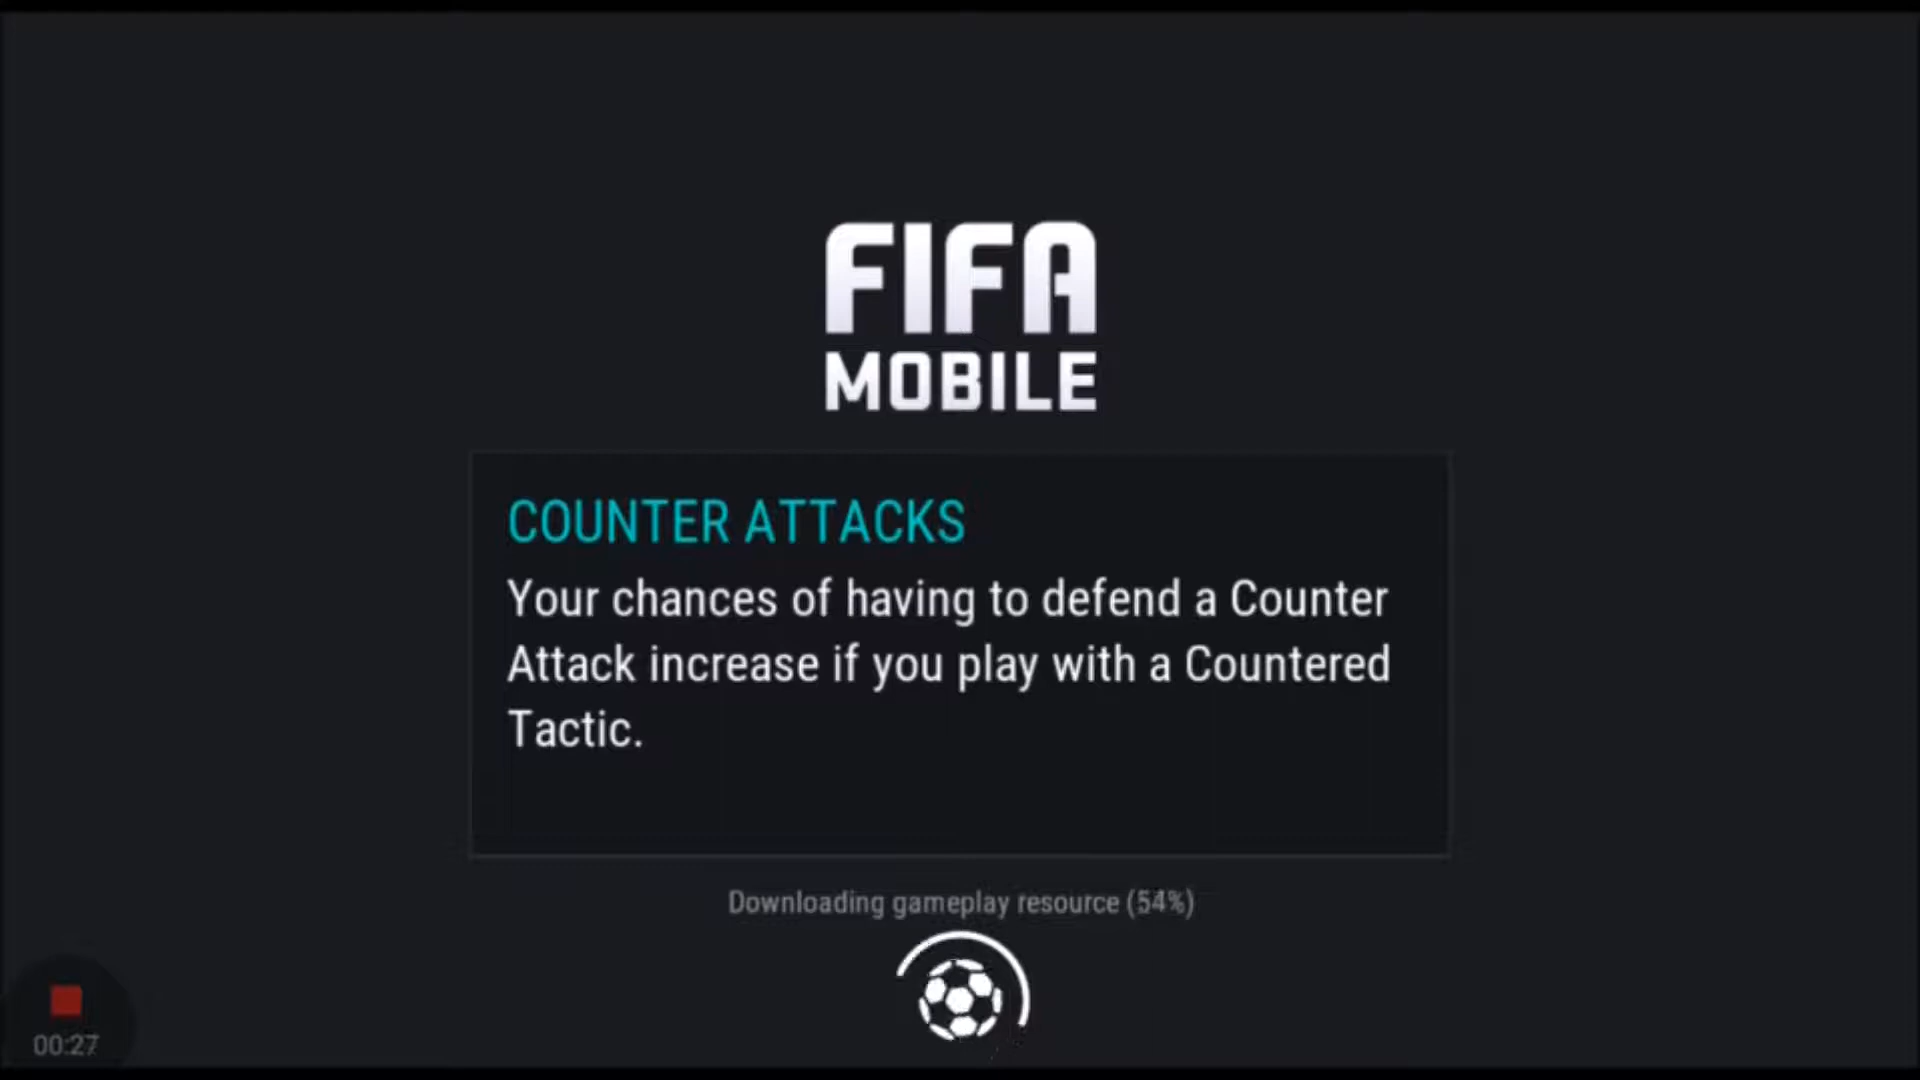 FIFA
MOBILE
COUNTER ATTACKS
Your chances of having to defend a Counter
Attack increase if you play with a Countered
Tactic.
Downloading gameplay resource (54%)
00:27